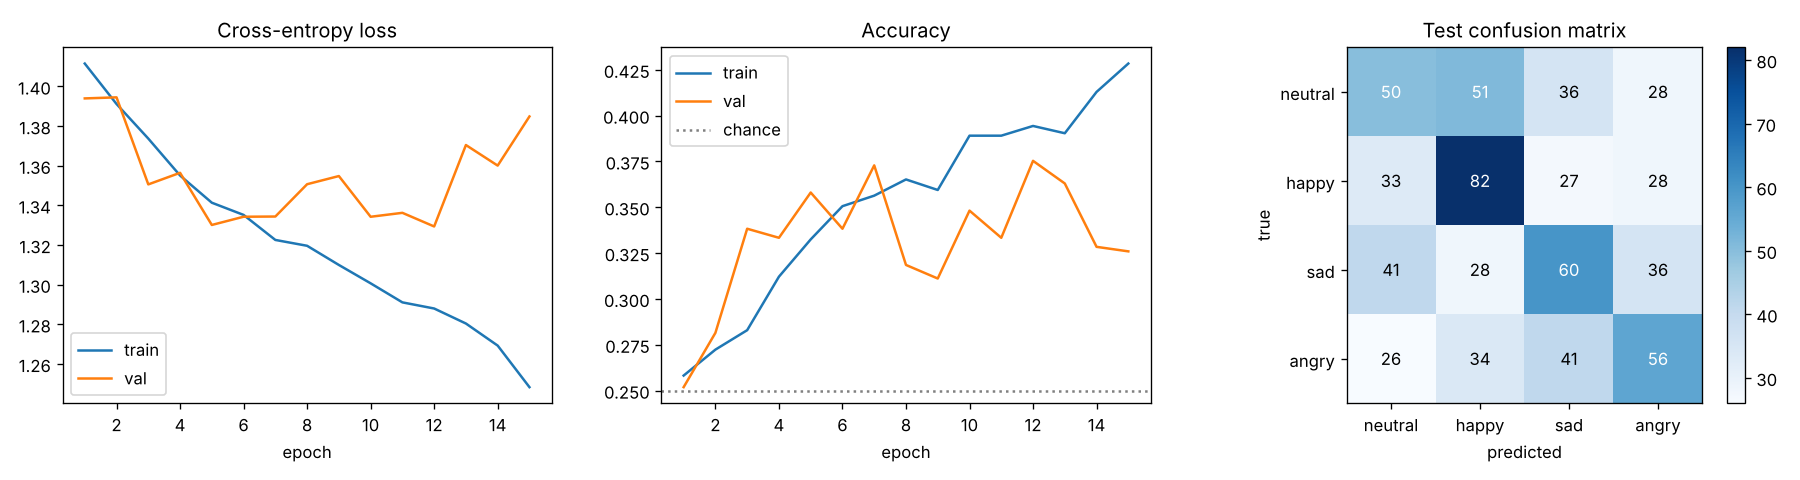 Cross-entropy loss
1.40
1.38
1.36
1.34
1.32
1.30
1.28
1.26
train
val
2 4 6 8 10 12 14
epoch
Accuracy
0.425
0.400
0.375
0.350
0.325
0.300
0.275
0.250
train
val
chance
2 4 6 8 10 12 14
epoch
Test confusion matrix
true
neutral 50 51 36 28
happy 33 82 27 28
sad 41 28 60 36
angry 26 34 41 56
neutral happy sad angry
predicted
80
70
60
50
40
30